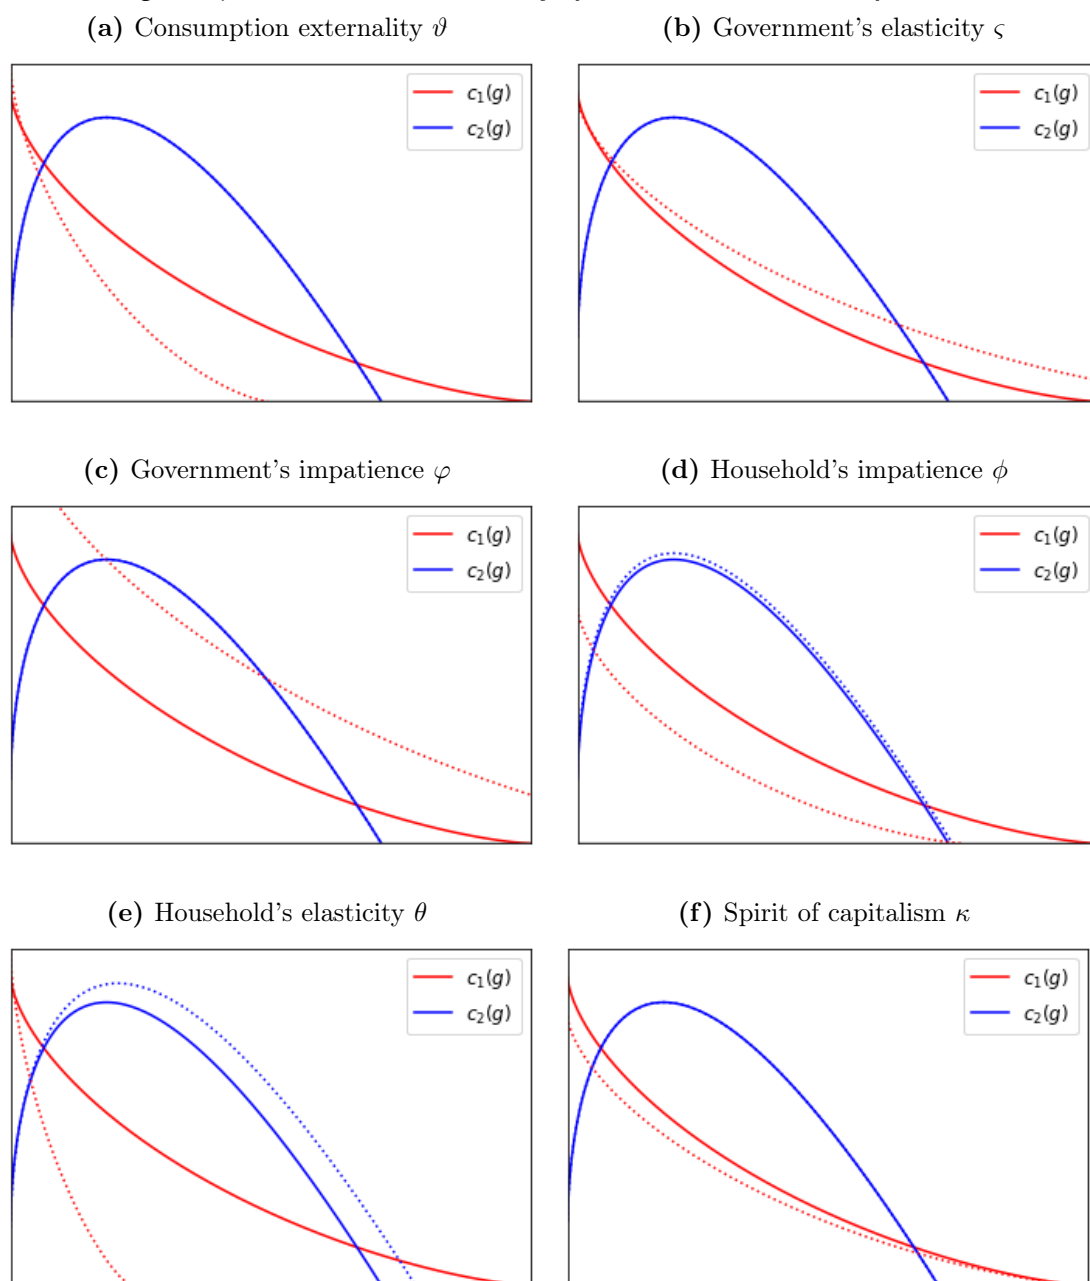 (a) Consumption externality ϑ
(b) Government's elasticity ς
c₁(g)
c₂(g)
c₁(g)
c₂(g)
(c) Government's impatience φ
(d) Household's impatience ϕ
c₁(g)
c₂(g)
c₁(g)
c₂(g)
(e) Household's elasticity θ
(f) Spirit of capitalism κ
c₁(g)
c₂(g)
c₁(g)
c₂(g)